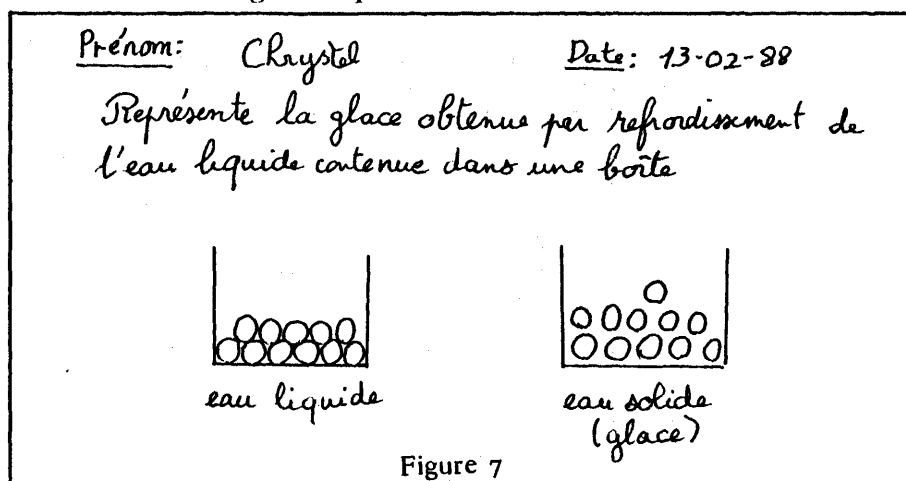 Prénom: Chrystel Date: 13-02-88
Représente la glace obtenue par refroidissement de
l'eau liquide contenue dans une boîte
eau liquide eau solide
(glace)
Figure 7